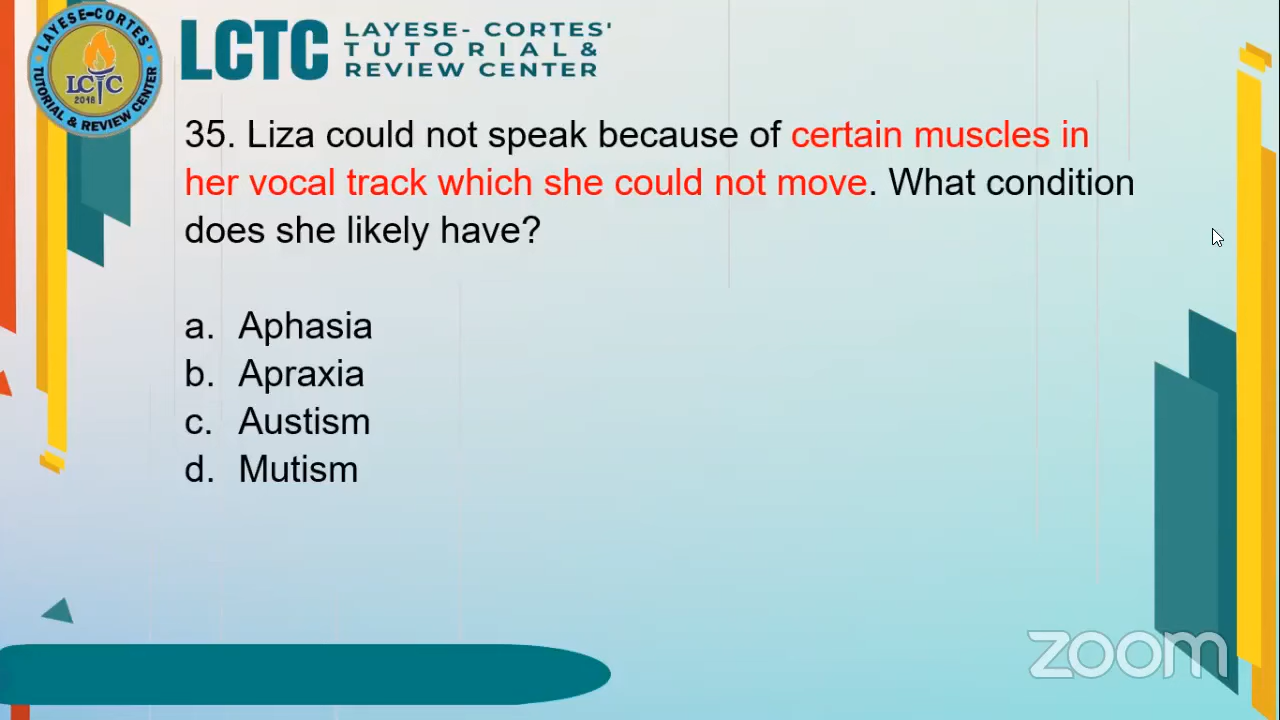 LAYESE-CORTES'
LCTC
2018
TUTORIAL & REVIEW CENTER
LCTC
LAYESE- CORTES'
TUTORIAL &
REVIEW CENTER
35. Liza could not speak because of certain muscles in
her vocal track which she could not move. What condition
does she likely have?
a. Aphasia
b. Apraxia
c. Austism
d. Mutism
zoom